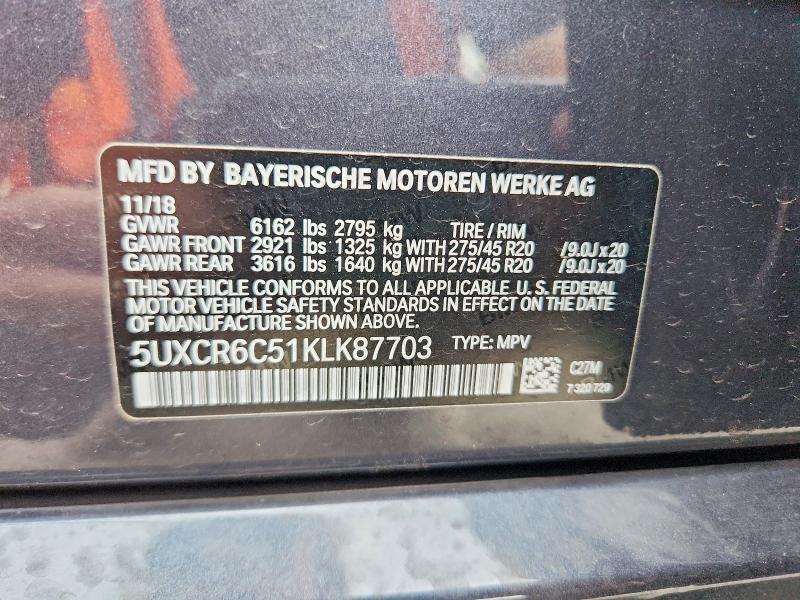 MFD BY BAYERISCHE MOTOREN WERKE AG
11/18
GVWR 6162 lbs 2795 kg TIRE / RIM
GAWR FRONT 2921 lbs 1325 kg WITH 275/45 R20 /9.0J x 20
GAWR REAR 3616 lbs 1640 kg WITH 275/45 R20 /9.0J x 20
THIS VEHICLE CONFORMS TO ALL APPLICABLE U. S. FEDERAL
MOTOR VEHICLE SAFETY STANDARDS IN EFFECT ON THE DATE
OF MANUFACTURE SHOWN ABOVE.
5UXCR6C51KLK87703 TYPE: MPV
C27M
7 320 729